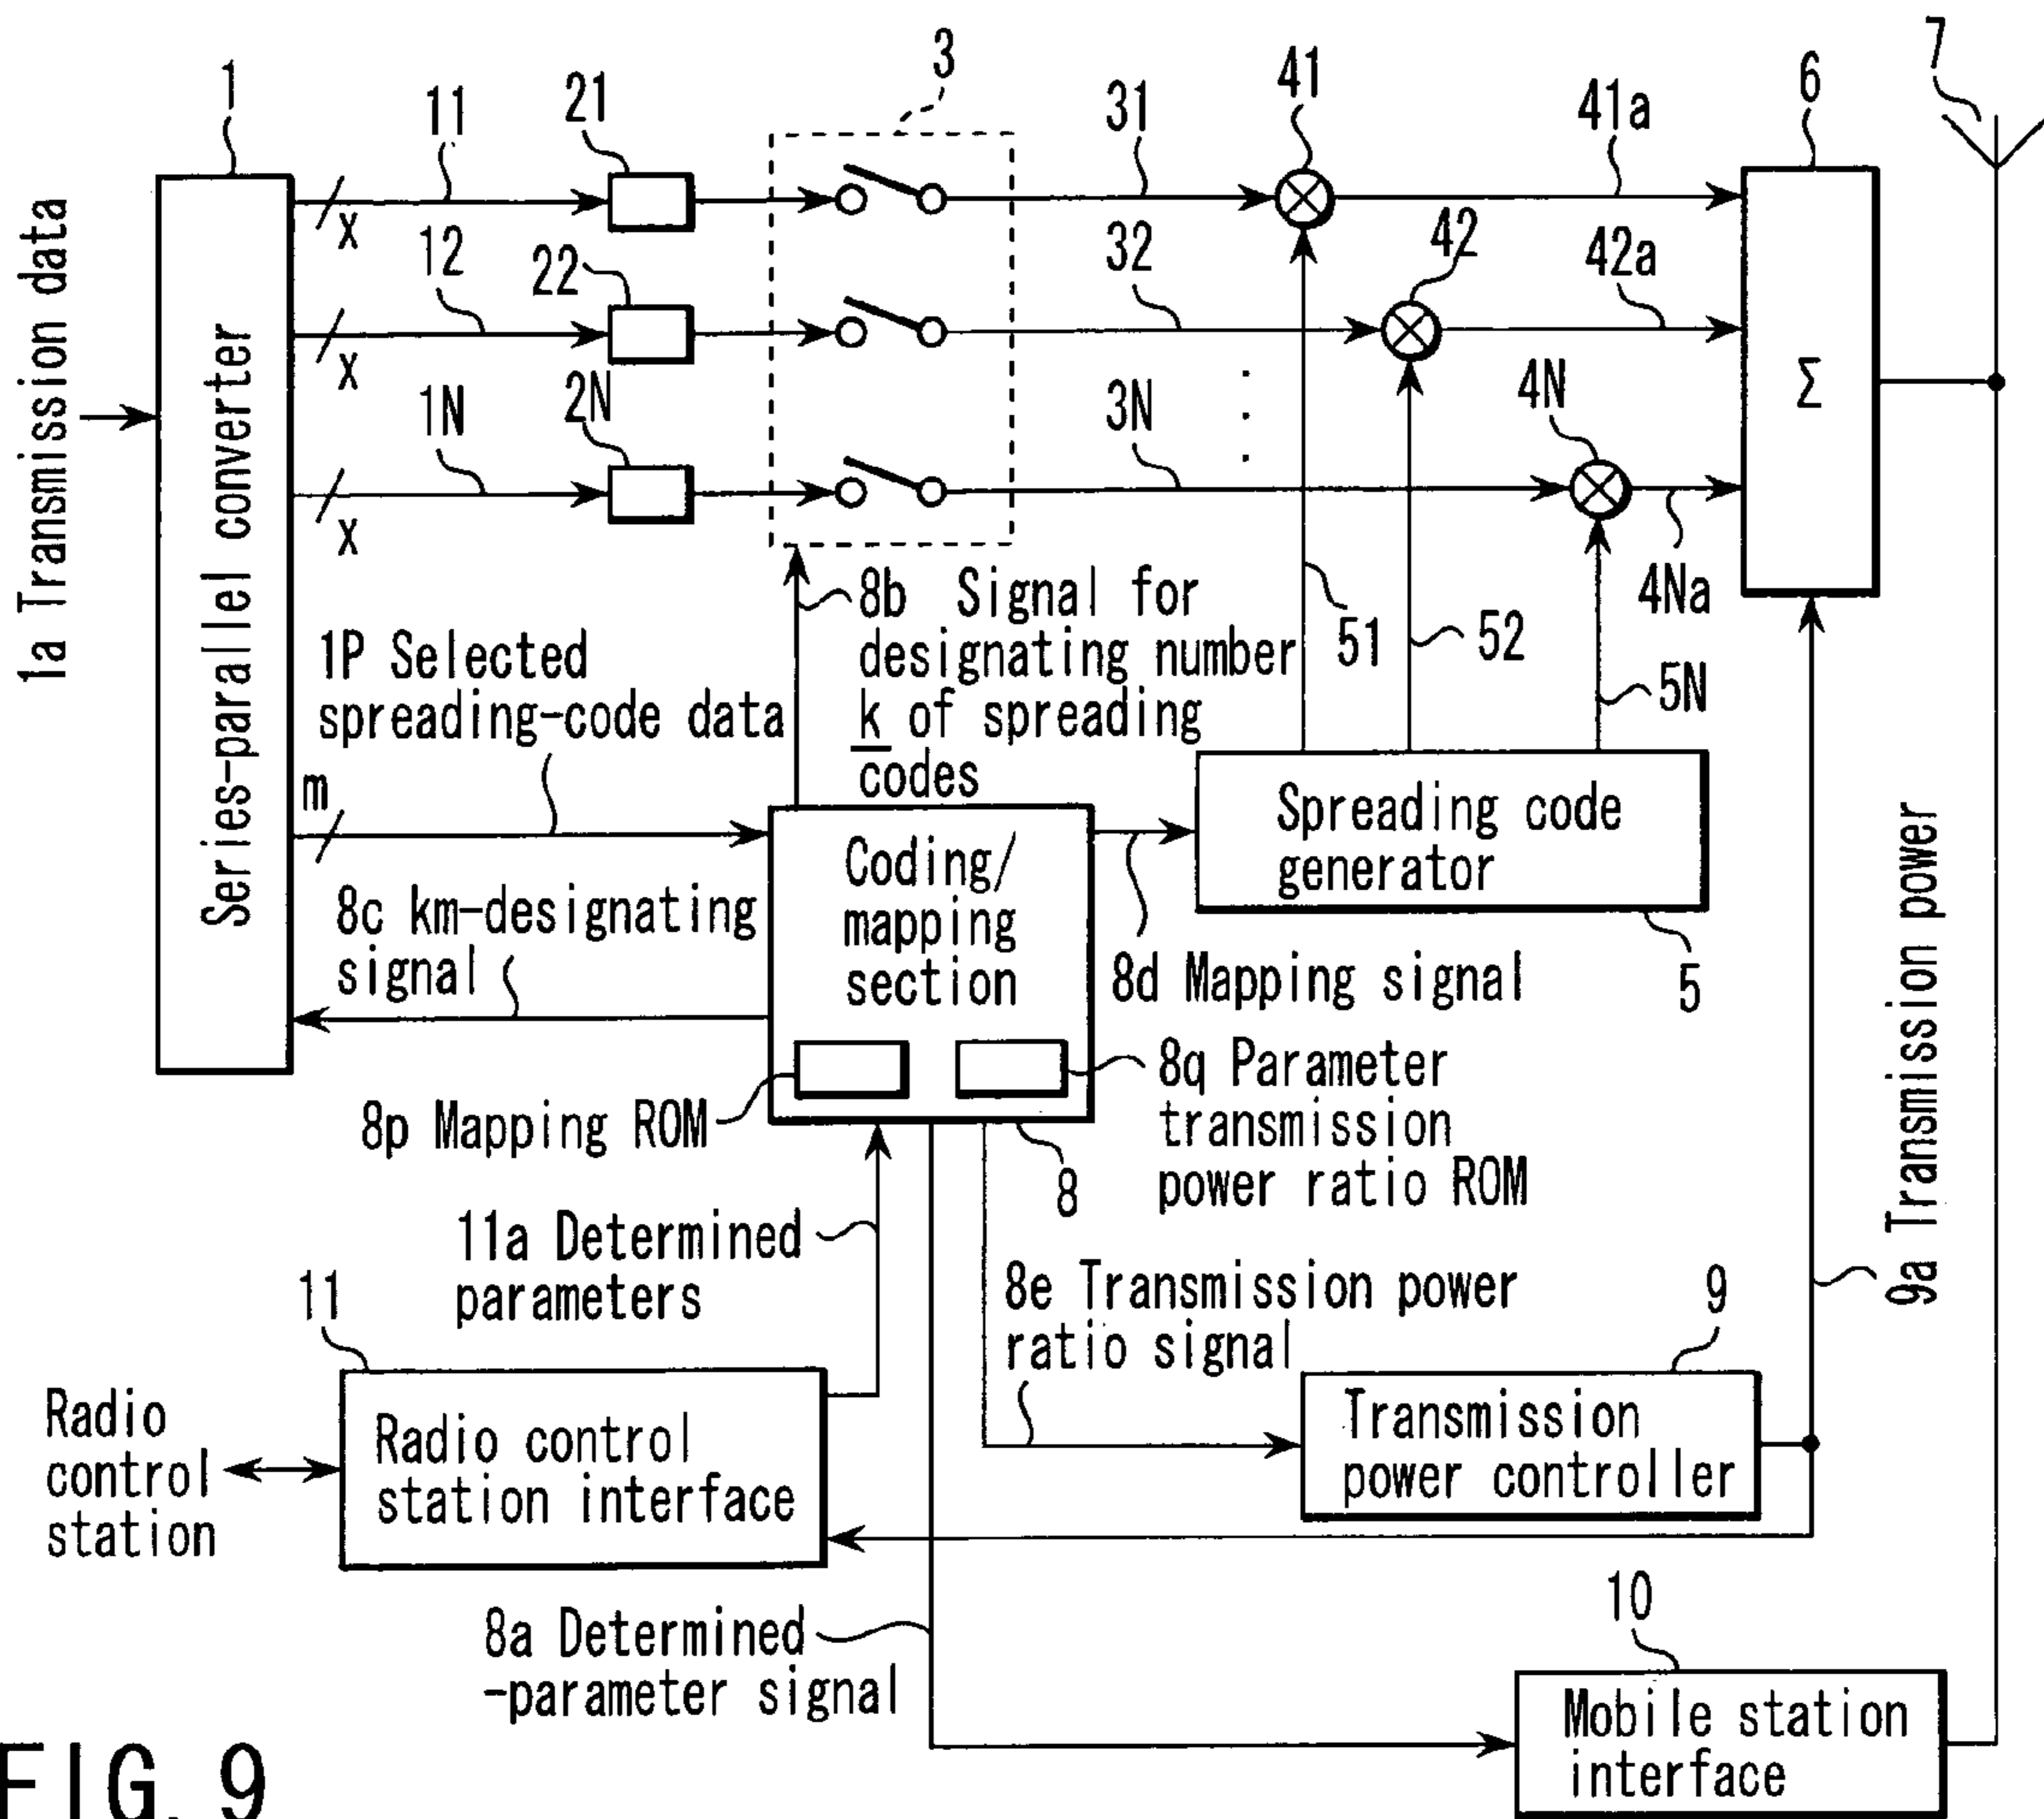 1
11
21
3
31
41
41a
6
7
1a Transmission data
Series-parallel converter
X
12
22
32
42
42a
X
1N
2N
3N
4N
Σ
X
4Na
8b Signal for
designating number
k of spreading
codes
51
52
5N
1P Selected
spreading-code data
m
Coding/
mapping
section
Spreading code
generator
5
8c km-designating
signal
8d Mapping signal
9a Transmission power
8p Mapping ROM
8q Parameter
transmission
power ratio ROM
8
11a Determined
parameters
11
8e Transmission power
ratio signal
9
Radio
control
station
Radio control
station interface
Transmission
power controller
8a Determined
-parameter signal
10
Mobile station
interface
FIG. 9